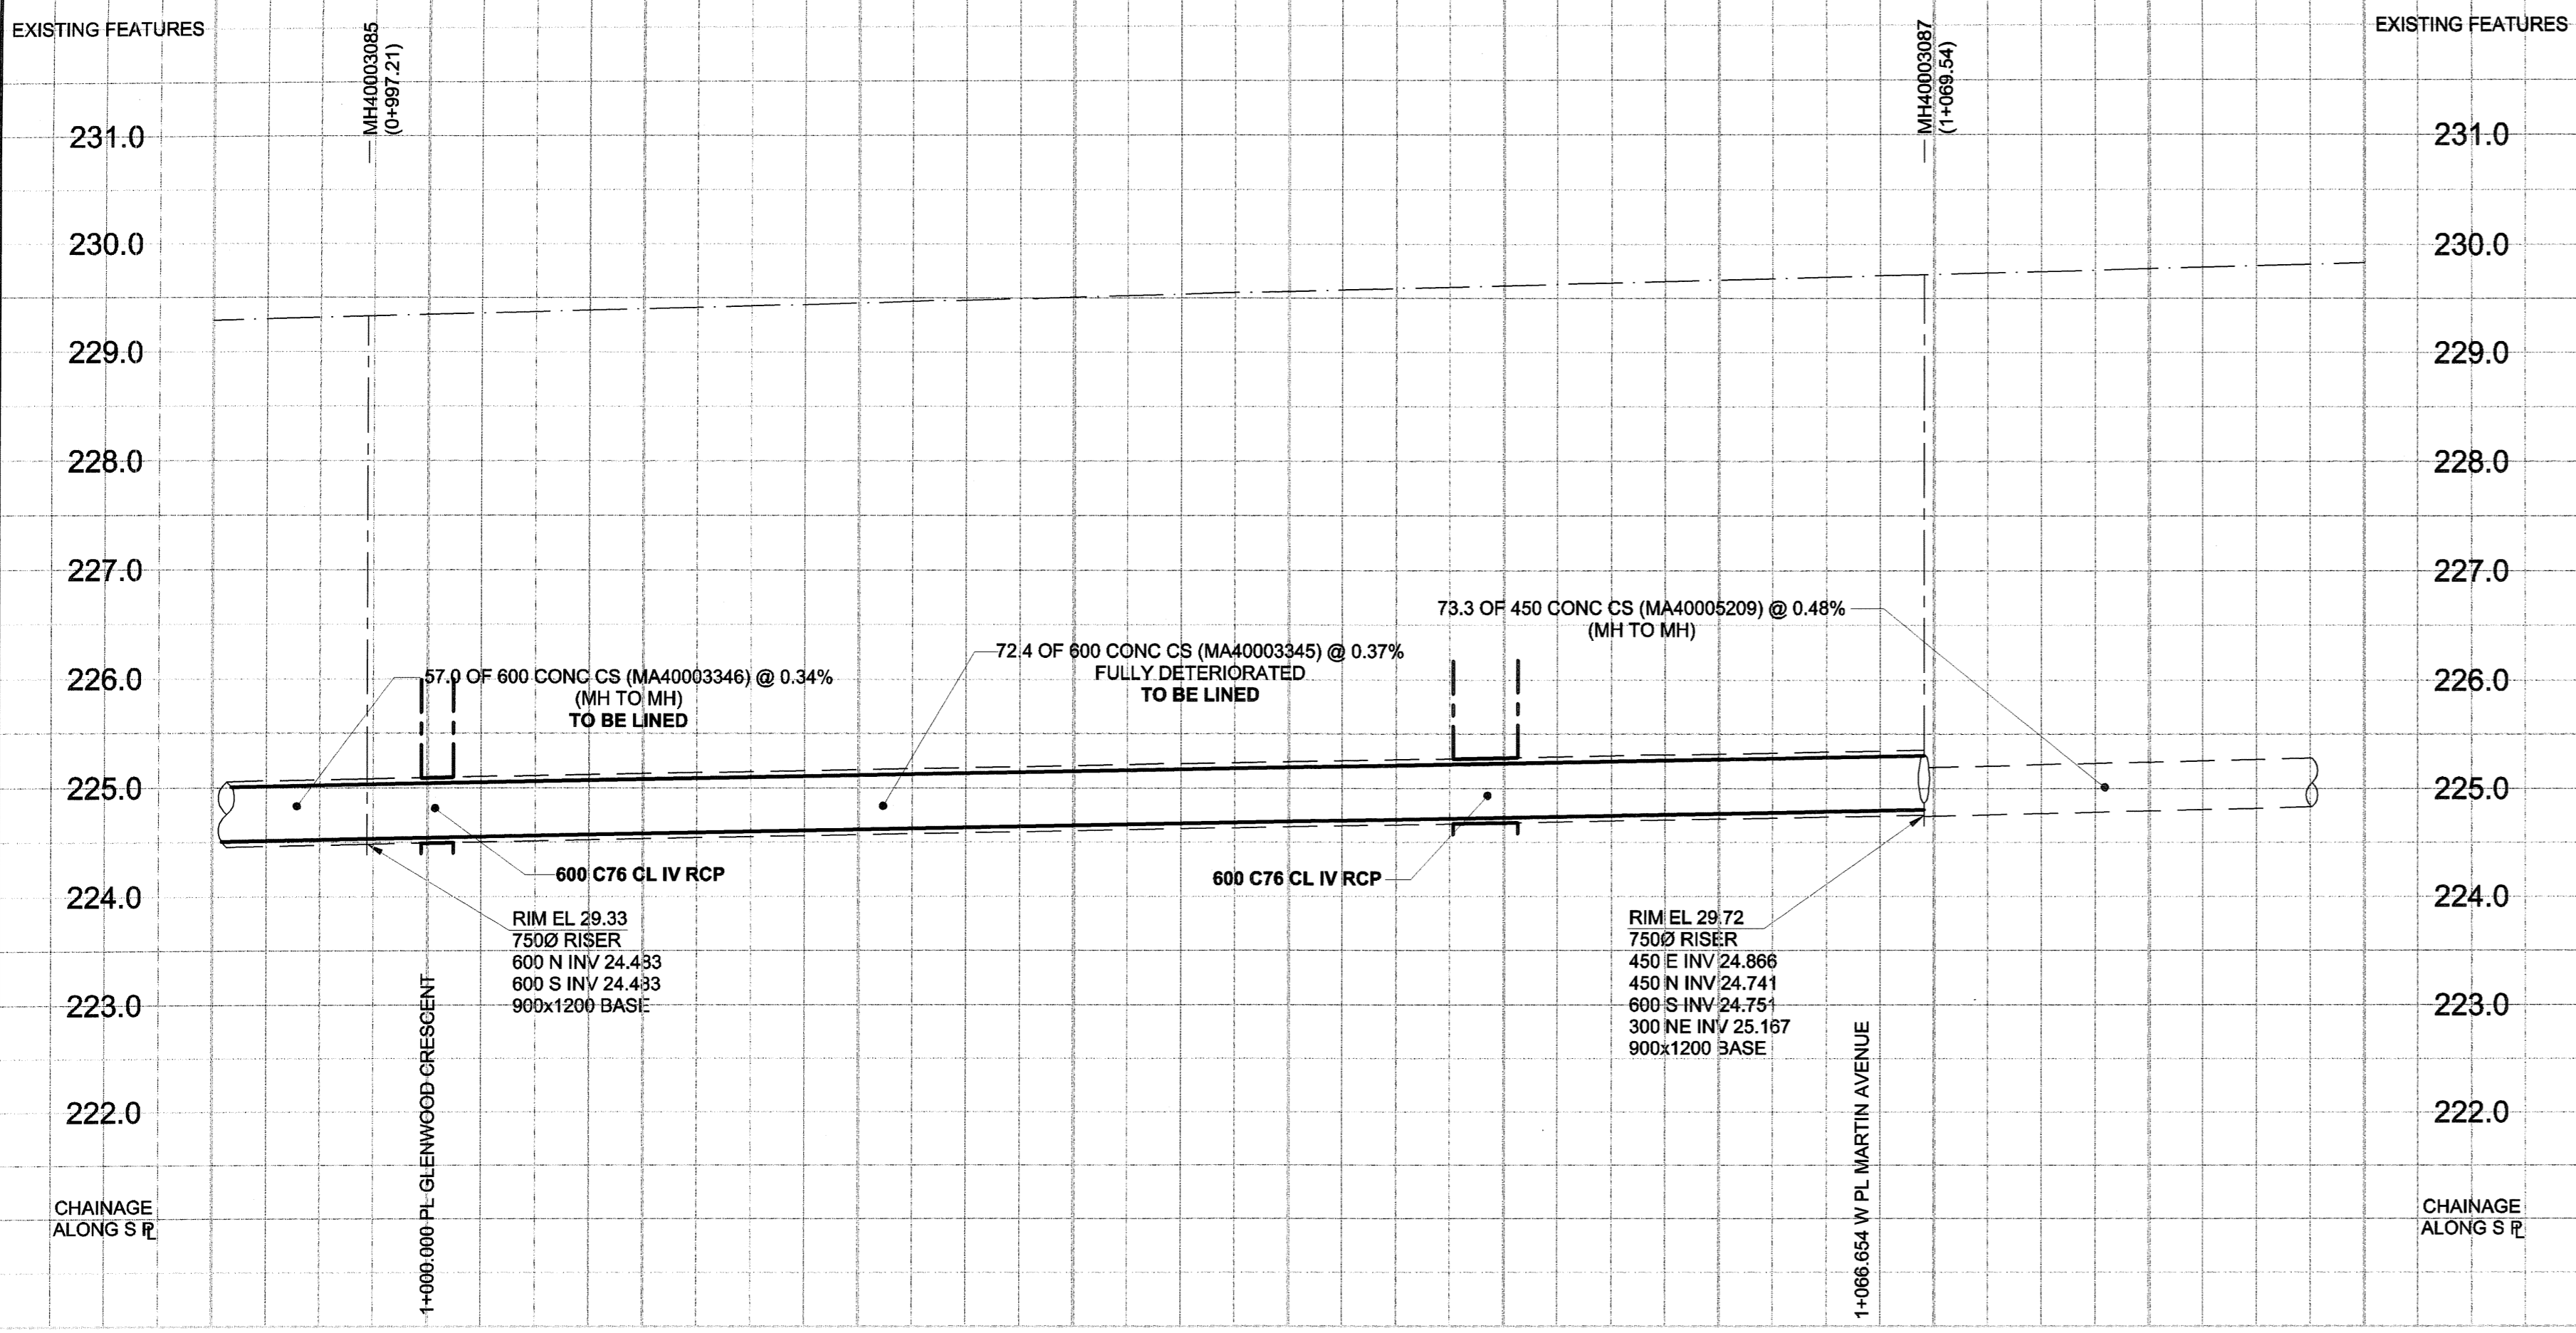 EXISTING FEATURES
MH40003085
(0+997.21)
MH40003087
(1+069.54)
EXISTING FEATURES
231.0
231.0
230.0
230.0
229.0
229.0
228.0
228.0
227.0
227.0
73.3 OF 450 CONC CS (MA40005209) @ 0.48%
(MH TO MH)
72.4 OF 600 CONC CS (MA40003345) @ 0.37%
FULLY DETERIORATED
TO BE LINED
226.0
57.0 OF 600 CONC CS (MA40003346) @ 0.34%
(MH TO MH)
TO BE LINED
226.0
225.0
225.0
600 C76 CL IV RCP
600 C76 CL IV RCP
224.0
224.0
RIM EL 29.33
750Ø RISER
600 N INV 24.483
600 S INV 24.483
900x1200 BASE
RIM EL 29.72
750Ø RISER
450 E INV 24.866
450 N INV 24.741
600 S INV 24.751
300 NE INV 25.167
900x1200 BASE
223.0
223.0
1+000.000 PL GLENWOOD CRESCENT
1+066.654 W PL MARTIN AVENUE
222.0
222.0
CHAINAGE
ALONG S PL
CHAINAGE
ALONG S PL